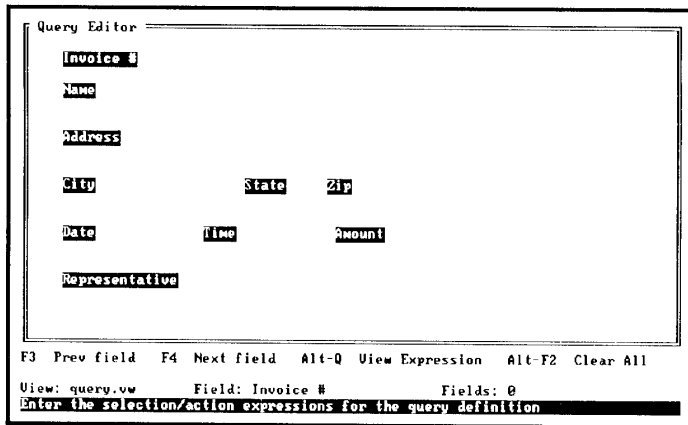 Query Editor
Invoice #
Name
Address
City State Zip
Date Time Amount
Representative
F3 Prev field F4 Next field Alt-Q View Expression Alt-F2 Clear All
View: query.vw Field: Invoice # Fields: 0
Enter the selection/action expressions for the query definition